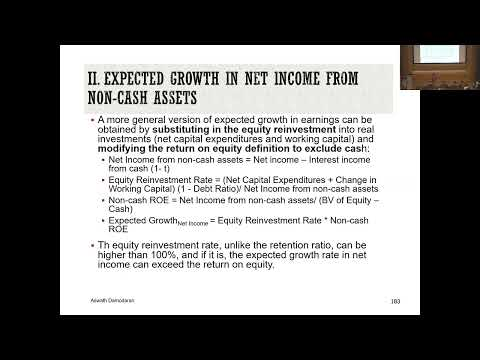 II. EXPECTED GROWTH IN NET INCOME FROM
NON-CASH ASSETS
• A more general version of expected growth in earnings can be
obtained by substituting in the equity reinvestment into real
investments (net capital expenditures and working capital) and
modifying the return on equity definition to exclude cash:
• Net Income from non-cash assets = Net income – Interest income
from cash (1- t)
• Equity Reinvestment Rate = (Net Capital Expenditures + Change in
Working Capital) (1 - Debt Ratio)/ Net Income from non-cash assets
• Non-cash ROE = Net Income from non-cash assets/ (BV of Equity –
Cash)
• Expected Growth Net Income = Equity Reinvestment Rate * Non-cash
ROE
• Th equity reinvestment rate, unlike the retention ratio, can be
higher than 100%, and if it is, the expected growth rate in net
income can exceed the return on equity.
Aswath Damodaran
183